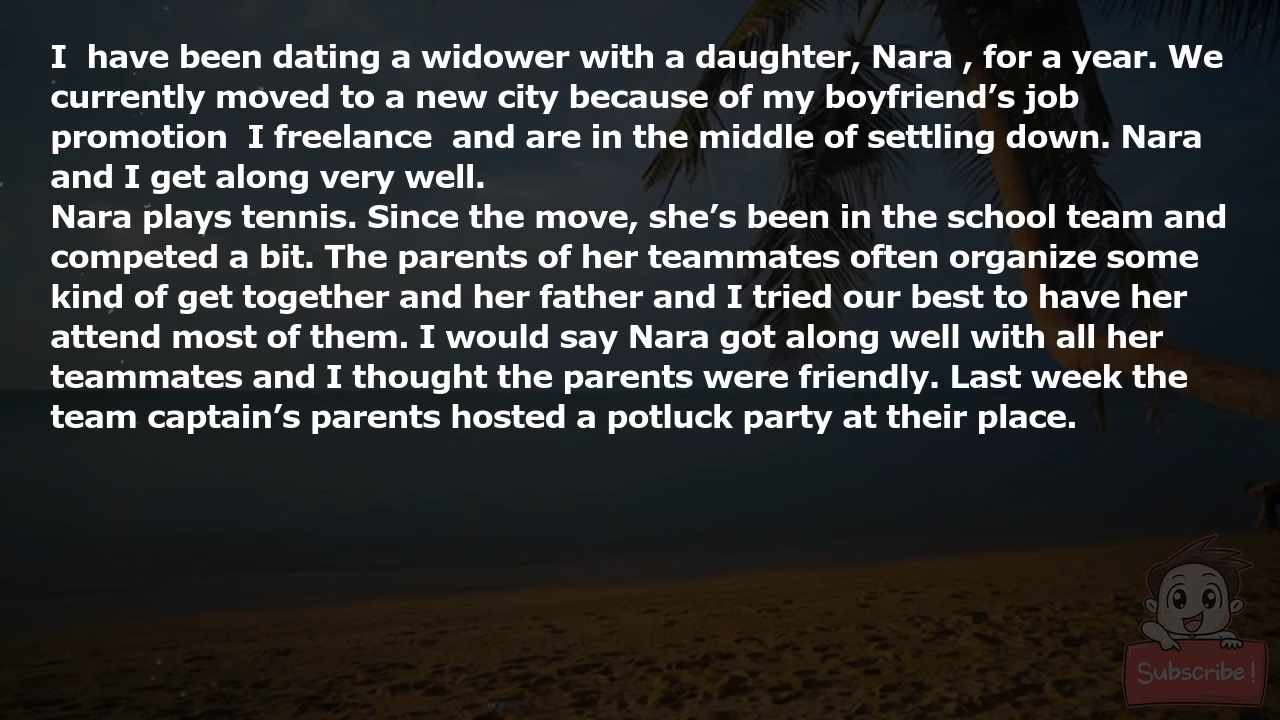 I  have been dating a widower with a daughter, Nara , for a year. We
currently moved to a new city because of my boyfriend’s job
promotion  I freelance  and are in the middle of settling down. Nara
and I get along very well.
Nara plays tennis. Since the move, she’s been in the school team and
competed a bit. The parents of her teammates often organize some
kind of get together and her father and I tried our best to have her
attend most of them. I would say Nara got along well with all her
teammates and I thought the parents were friendly. Last week the
team captain’s parents hosted a potluck party at their place.
Subscribe!